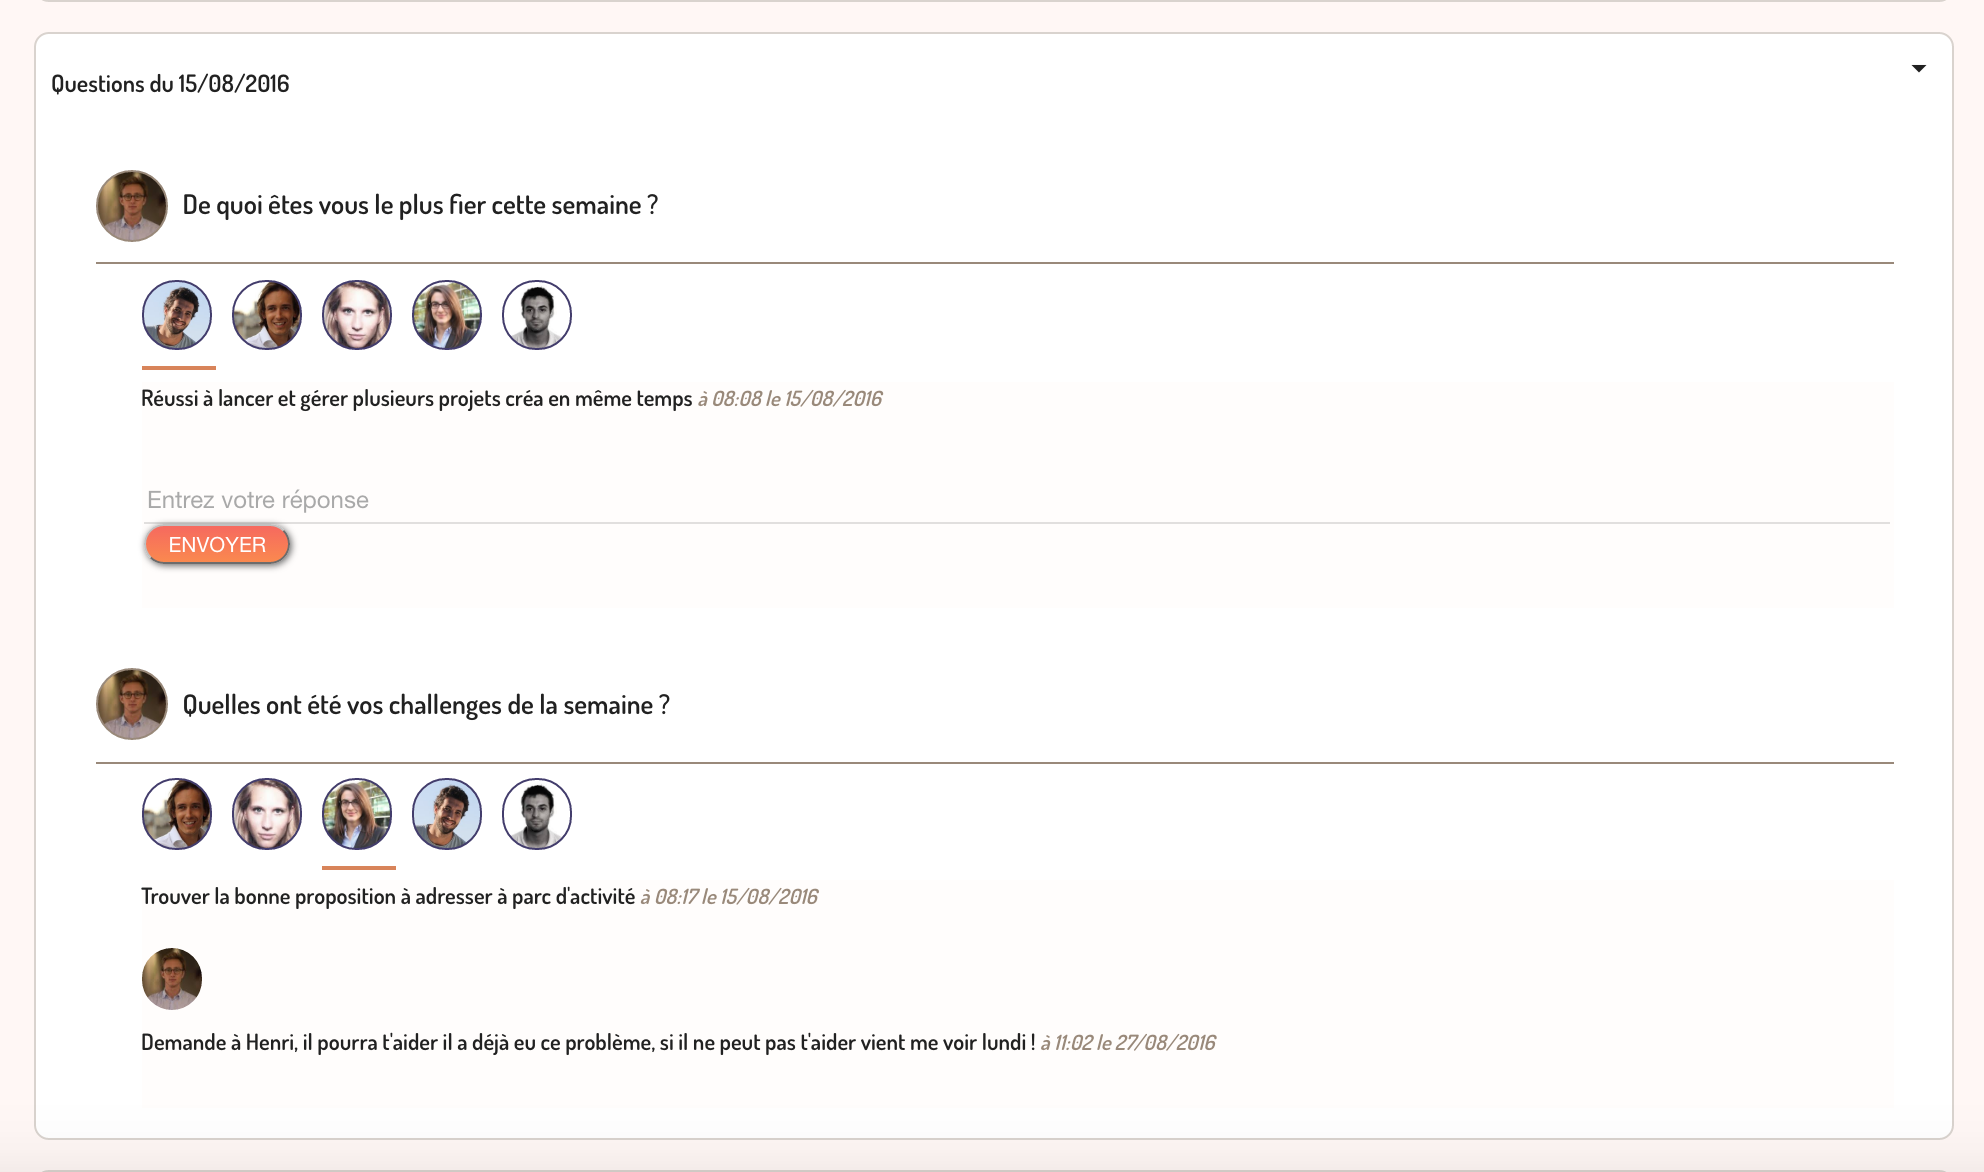 Questions du 15/08/2016
De quoi êtes vous le plus fier cette semaine ?
Réussi à lancer et gérer plusieurs projets créa en même temps à 08:08 le 15/08/2016
Entrez votre réponse
ENVOYER
Quelles ont été vos challenges de la semaine ?
Trouver la bonne proposition à adresser à parc d'activité à 08:17 le 15/08/2016
Demande à Henri, il pourra t'aider il a déjà eu ce problème, si il ne peut pas t'aider vient me voir lundi ! à 11:02 le 27/08/2016